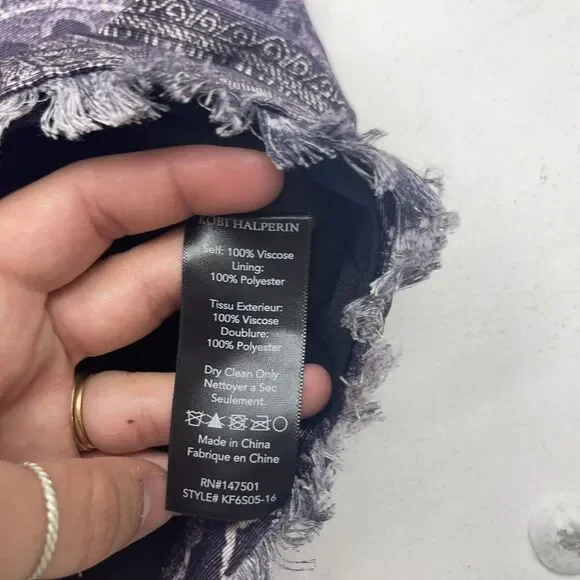 KOBI HALPERIN
Self: 100% Viscose
Lining:
100% Polyester
Tissu Exterieur:
100% Viscose
Doublure:
100% Polyester
Dry Clean Only
Nettoyer a Sec
Seulement.
Made in China
Fabrique en Chine
RN#147501
STYLE# KF6S05-16